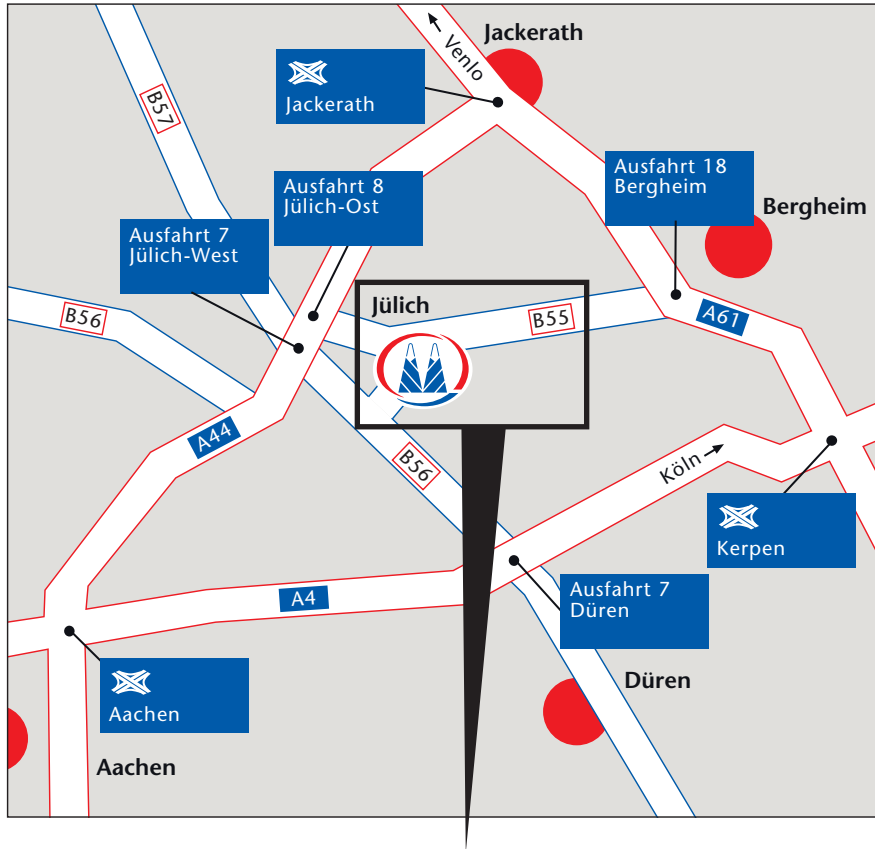 Jackerath
Venlo
Jackerath
B57
Ausfahrt 18
Bergheim
Ausfahrt 8
Jülich-Ost
Bergheim
Ausfahrt 7
Jülich-West
Jülich
B56
B55
A61
A44
B56
Köln
Kerpen
Ausfahrt 7
Düren
A4
Düren
Aachen
Aachen